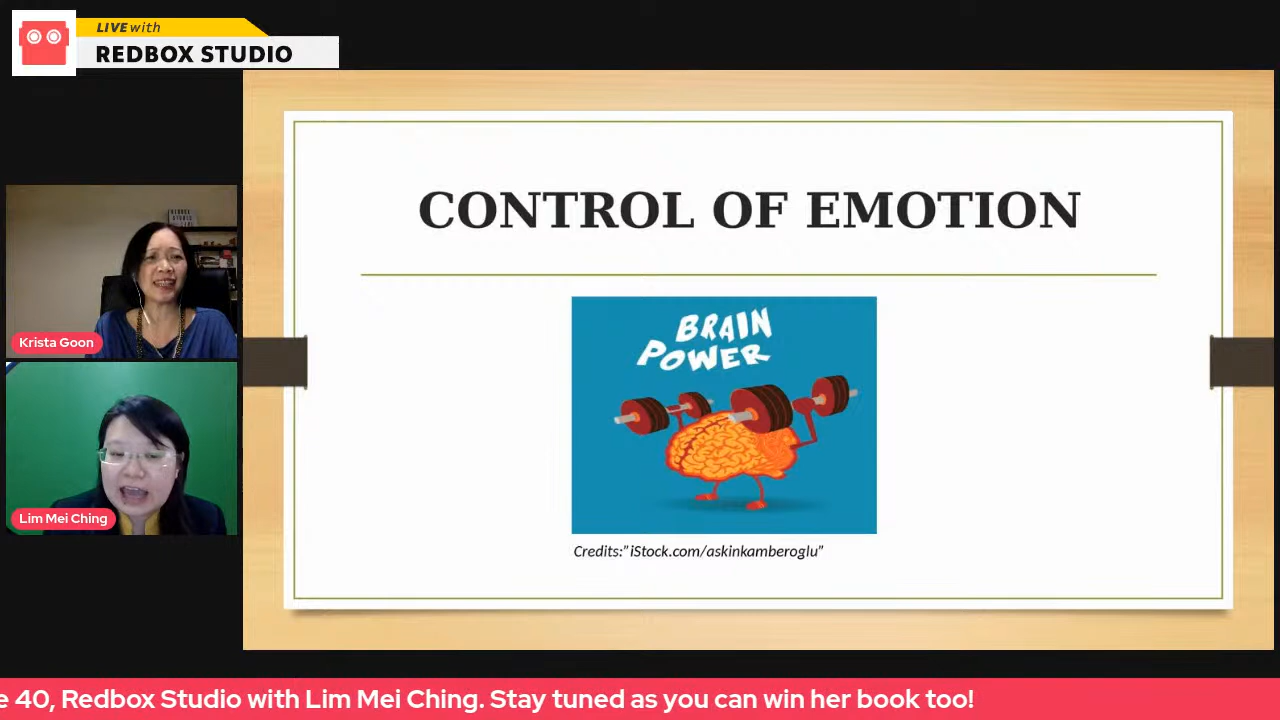 LIVE with
REDBOX STUDIO
CONTROL OF EMOTION
BRAIN
POWER
Credits:”iStock.com/askinkamberoglu”
Krista Goon
Lim Mei Ching
e 40, Redbox Studio with Lim Mei Ching. Stay tuned as you can win her book too!